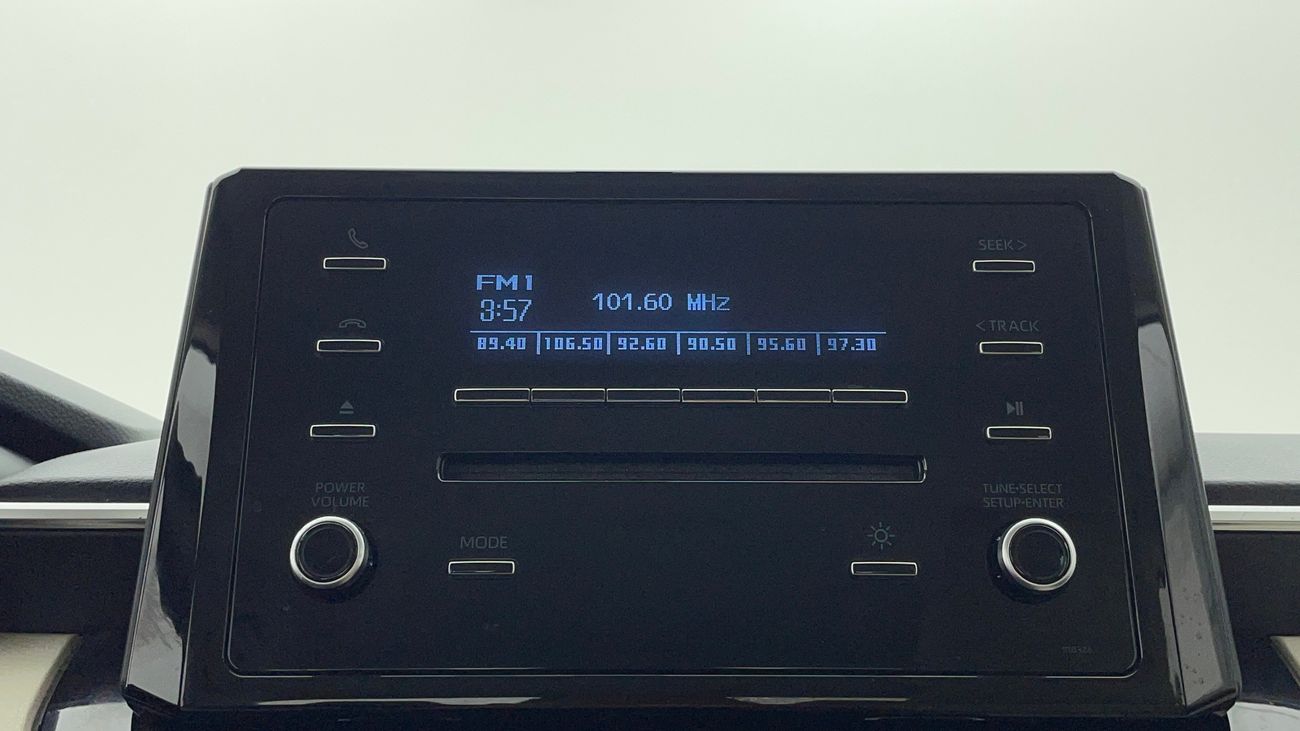 SEEK >
FM1
3:57
101.60 MHz
< TRACK
89.40 106.50 92.60 90.50 95.60 97.30
POWER
VOLUME
TUNE•SELECT
SETUP•ENTER
MODE